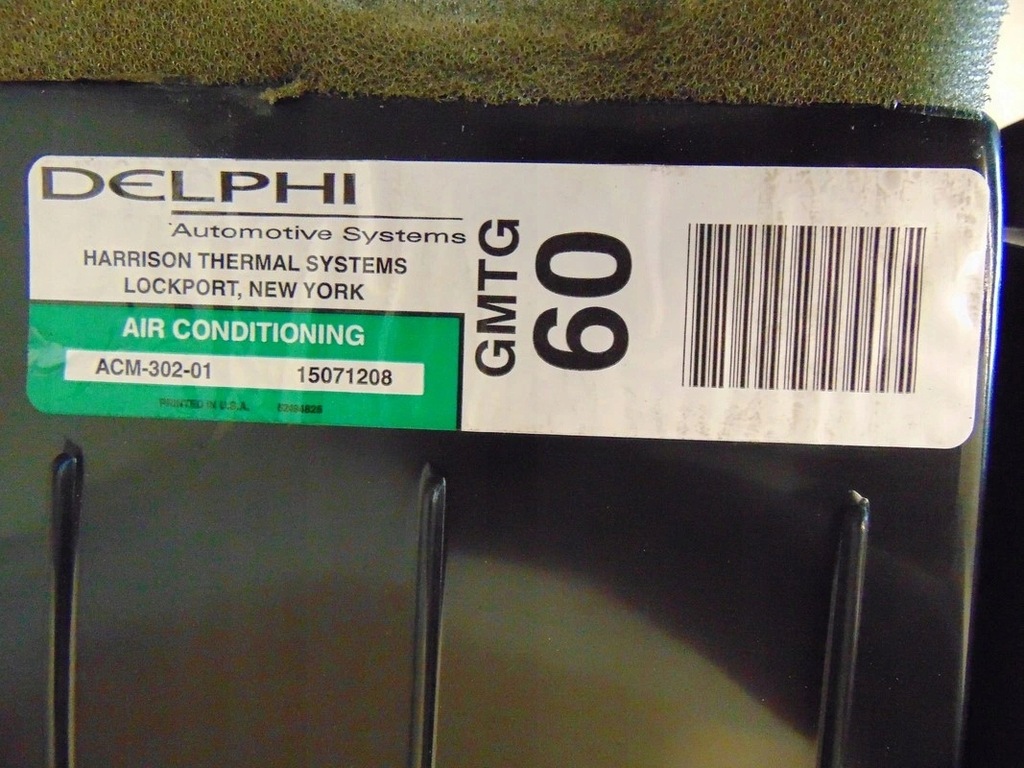 DELPHI
Automotive Systems
HARRISON THERMAL SYSTEMS
LOCKPORT, NEW YORK
AIR CONDITIONING
ACM-302-01 15071208
PRINTED IN U.S.A.
GMTG
60